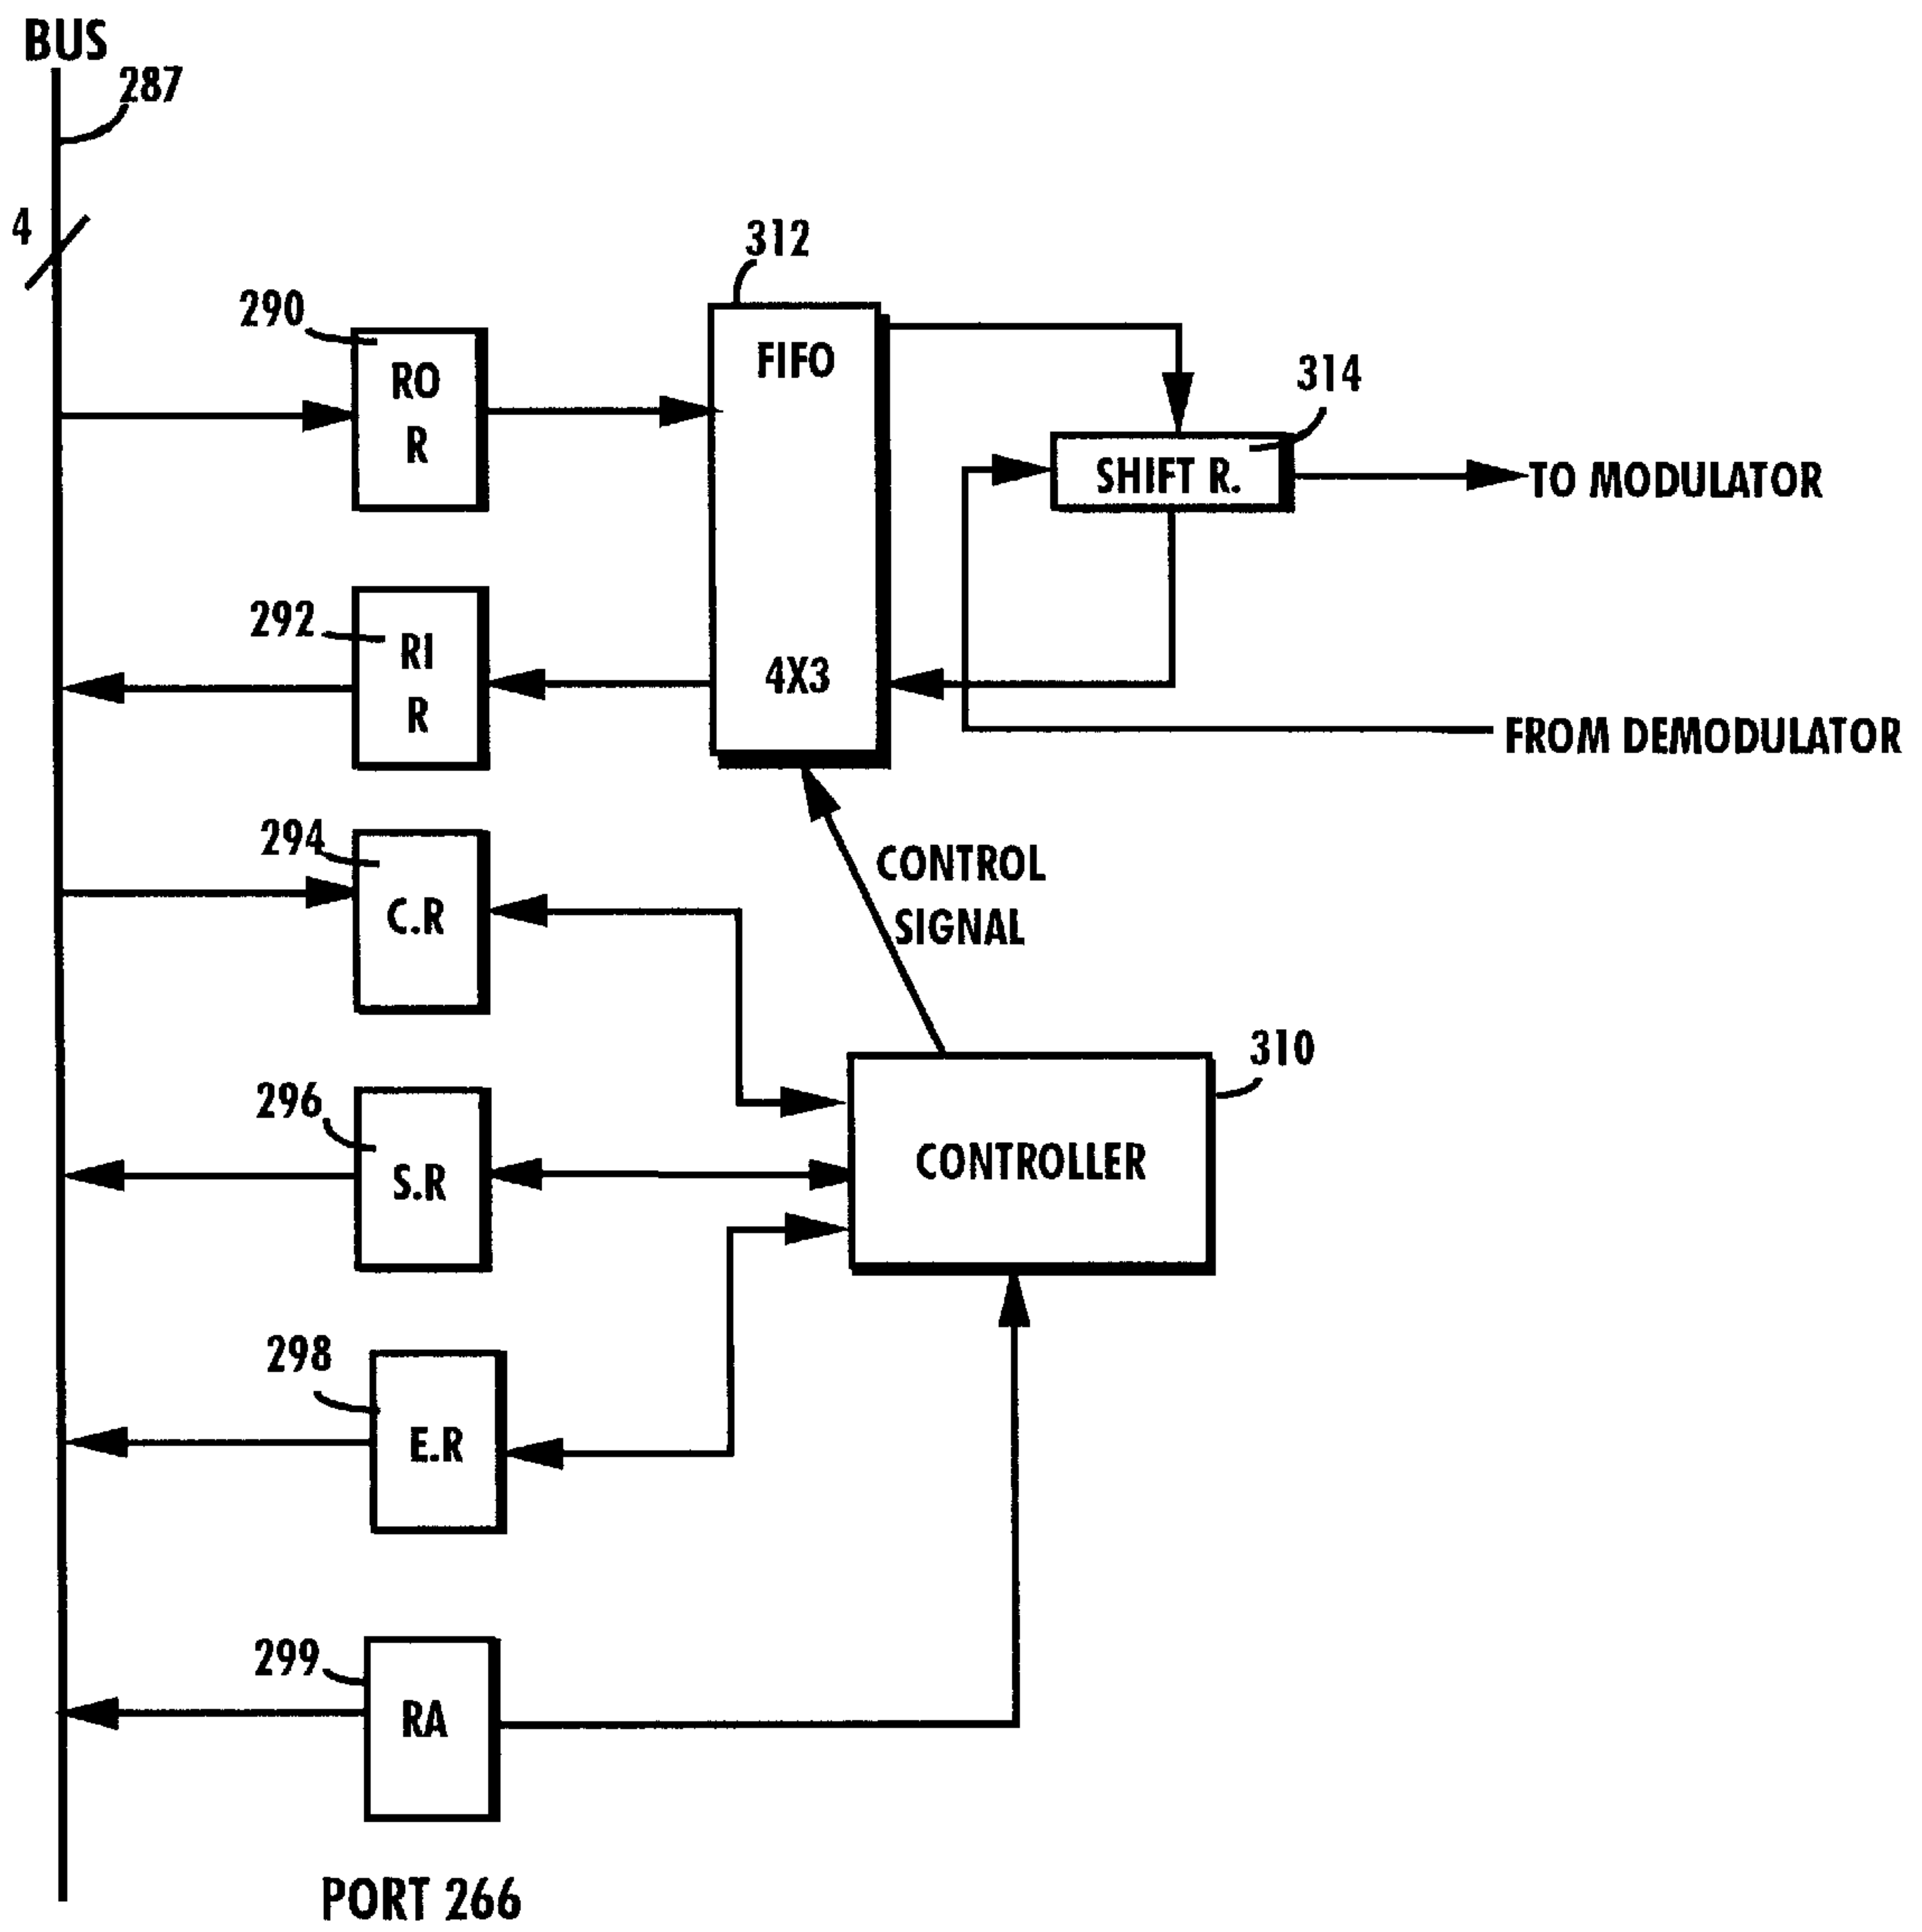 BUS
287
4
312
290
RO
R
FIFO
314
SHIFT R.
TO MODULATOR
292
RI
R
4X3
FROM DEMODULATOR
294
C.R
CONTROL
SIGNAL
310
296
S.R
CONTROLLER
298
E.R
299
RA
PORT 266